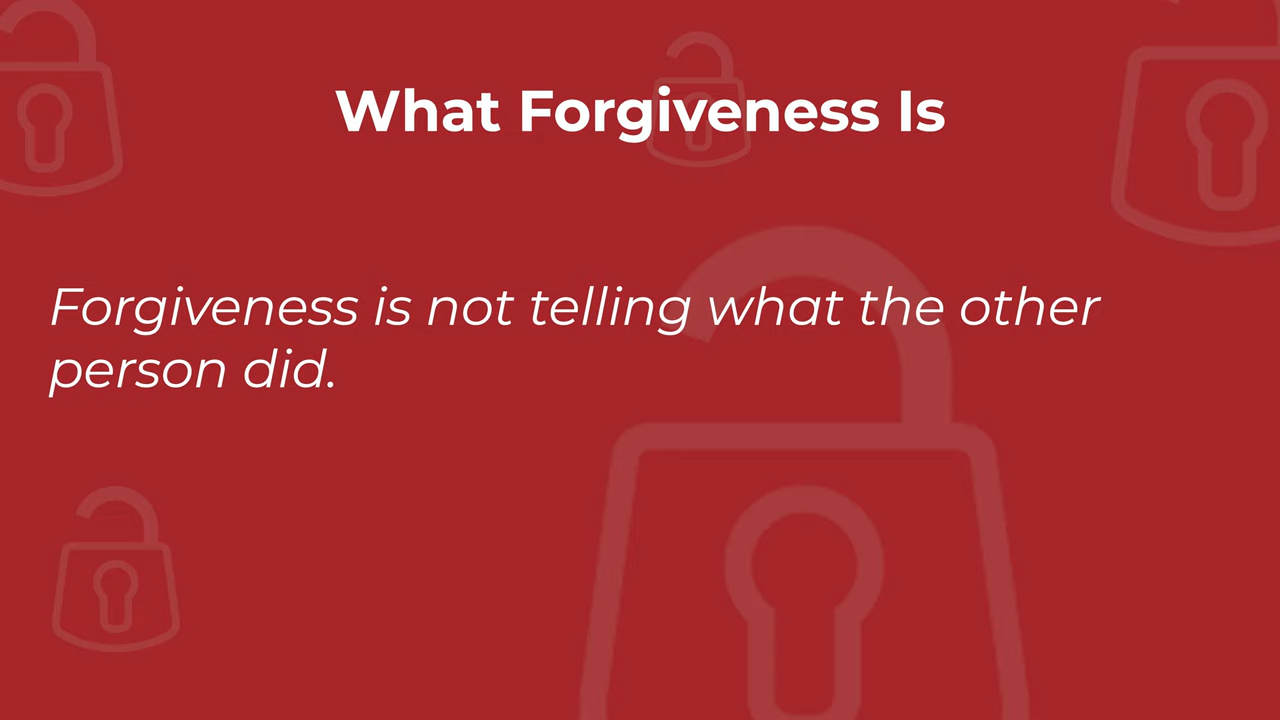 What Forgiveness Is
Forgiveness is not telling what the other
person did.